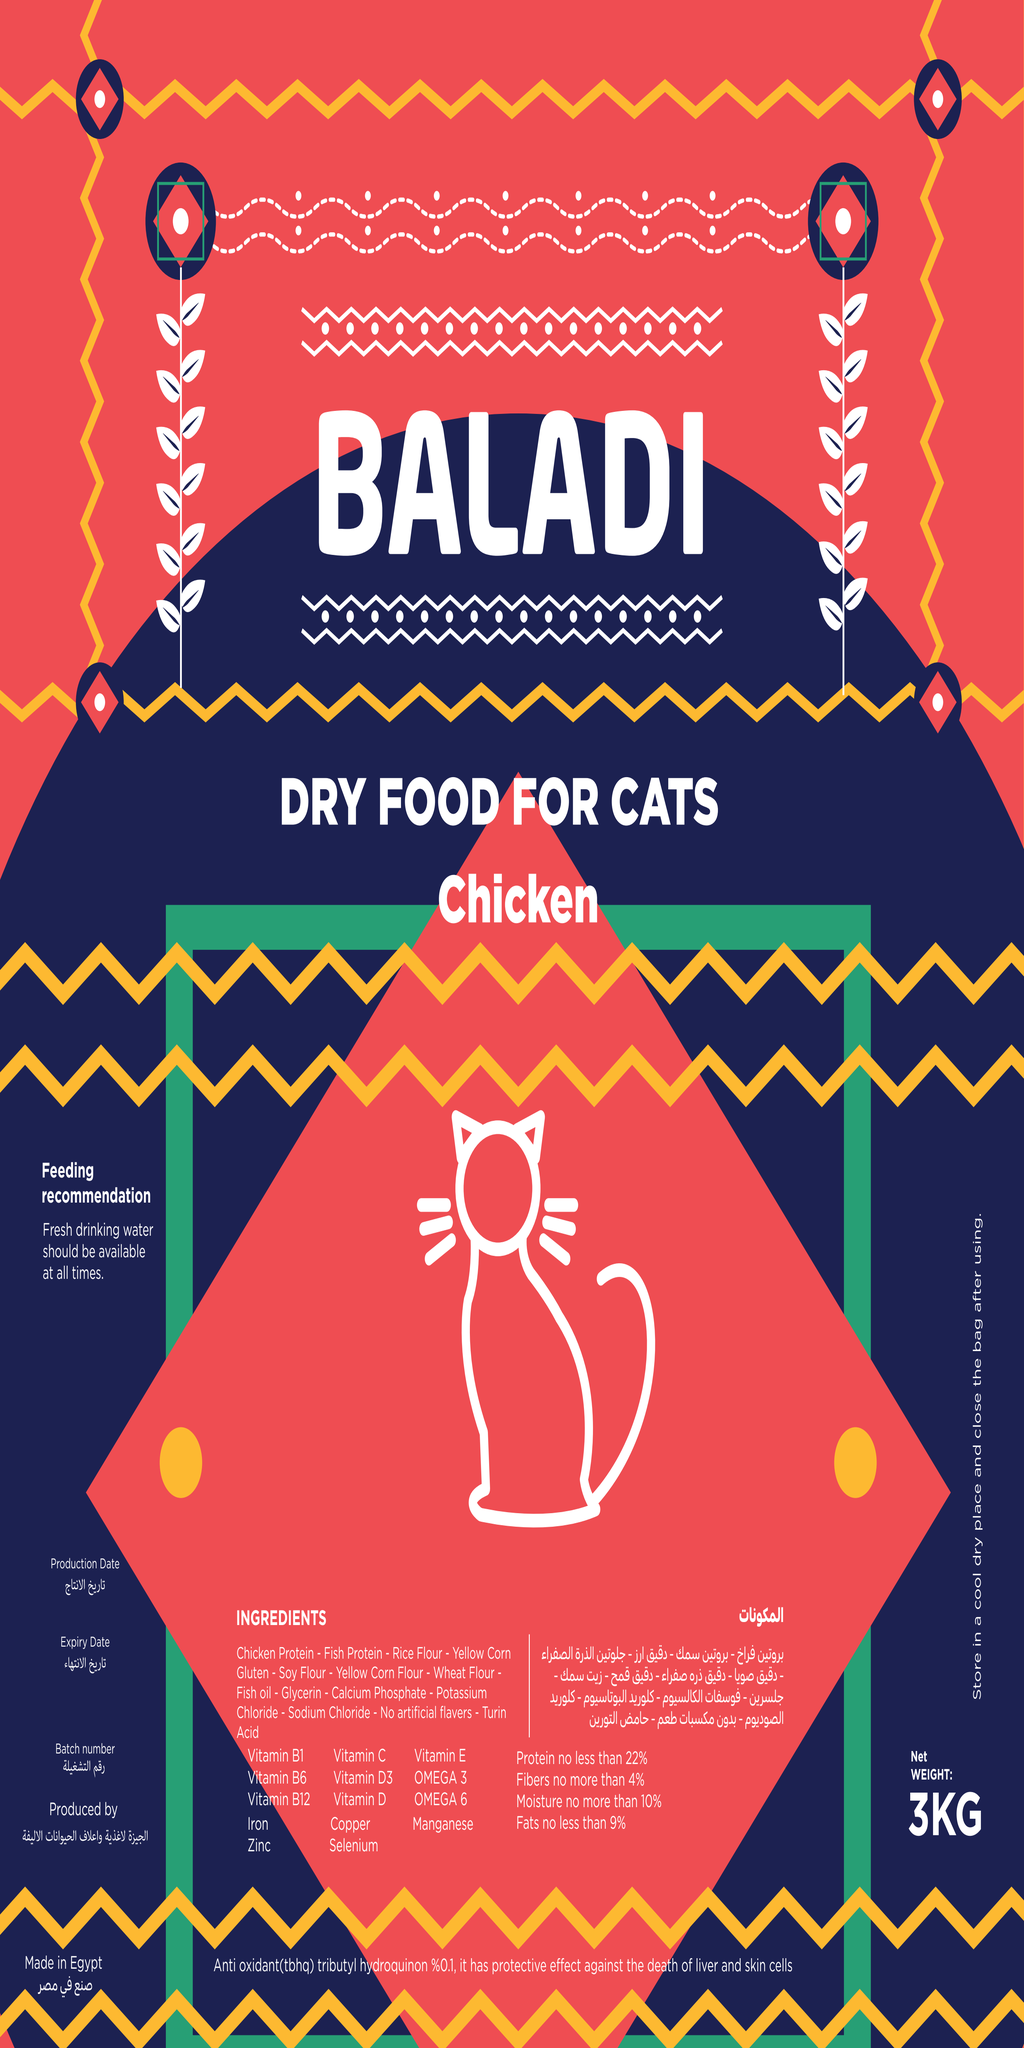 BALADI
DRY FOOD FOR CATS
Chicken
Feeding
recommendation
Fresh drinking water
should be available
at all times.
Store in a cool dry place and close the bag after using.
Production Date
تاريخ الانتاج
Expiry Date
تاريخ الانتهاء
Batch number
رقم التشغيلة
Produced by
الجيزة لاغذية واعلاف الحيوانات الاليفة
INGREDIENTS
Chicken Protein - Fish Protein - Rice Flour - Yellow Corn
Gluten - Soy Flour - Yellow Corn Flour - Wheat Flour -
Fish oil - Glycerin - Calcium Phosphate - Potassium
Chloride - Sodium Chloride - No artificial flavers - Turin
Acid
المكونات
بروتين فراخ - بروتين سمك - دقيق ارز - جلوتين الذرة الصفراء
- دقيق صويا - دقيق ذره صفراء - دقيق قمح - زيت سمك -
جلسرين - فوسفات الكالسيوم - كلوريد البوتاسيوم - كلوريد
الصوديوم - بدون مكسبات طعم - حامض التورين
Vitamin B1 Vitamin C Vitamin E
Vitamin B6 Vitamin D3 OMEGA 3
Vitamin B12 Vitamin D OMEGA 6
Iron Copper Manganese
Zinc Selenium
Protein no less than 22%
Fibers no more than 4%
Moisture no more than 10%
Fats no less than 9%
Net
WEIGHT:
3KG
Made in Egypt
صنع في مصر
Anti oxidant(tbhq) tributyl hydroquinon %0.1, it has protective effect against the death of liver and skin cells